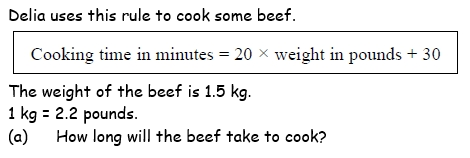 Delia uses this rule to cook some beef.
Cooking time in minutes = 20 × weight in pounds + 30
The weight of the beef is 1.5 kg.
1 kg = 2.2 pounds.
(a) How long will the beef take to cook?